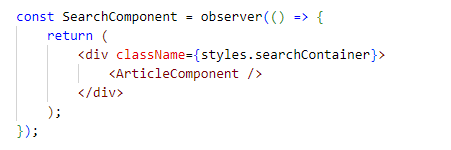 const SearchComponent = observer(() => {
    return (
        <div className={styles.searchContainer}>
            <ArticleComponent />
        </div>
    );
});